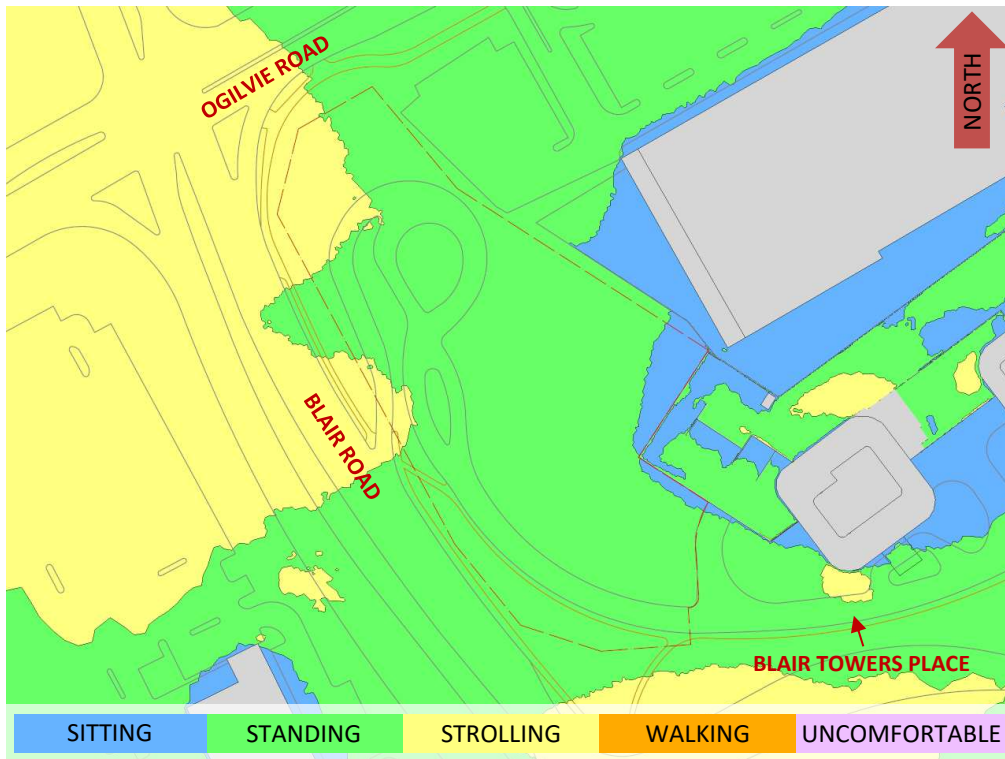 OGILVIE ROAD
NORTH
BLAIR ROAD
BLAIR TOWERS PLACE
SITTING
STANDING
STROLLING
WALKING
UNCOMFORTABLE